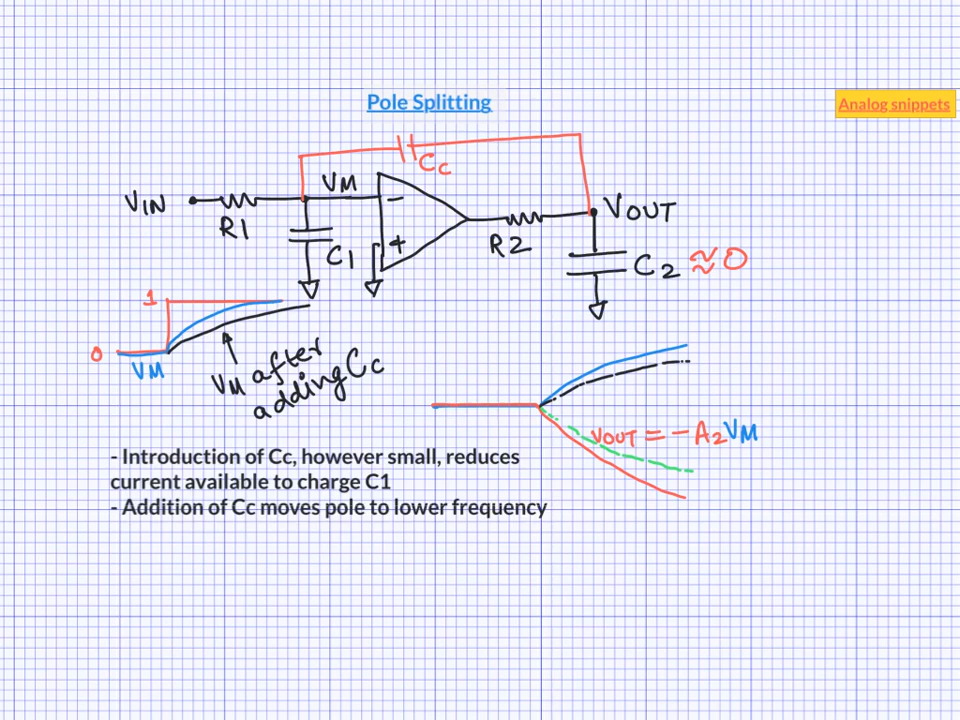 Pole Splitting
Analog snippets
Cc
VIN
R1
VM
C1
−
+
R2
VOUT
C2 ≈ 0
1
0
VM
VM after
adding Cc
VOUT = -A2VM
- Introduction of Cc, however small, reduces
current available to charge C1
- Addition of Cc moves pole to lower frequency